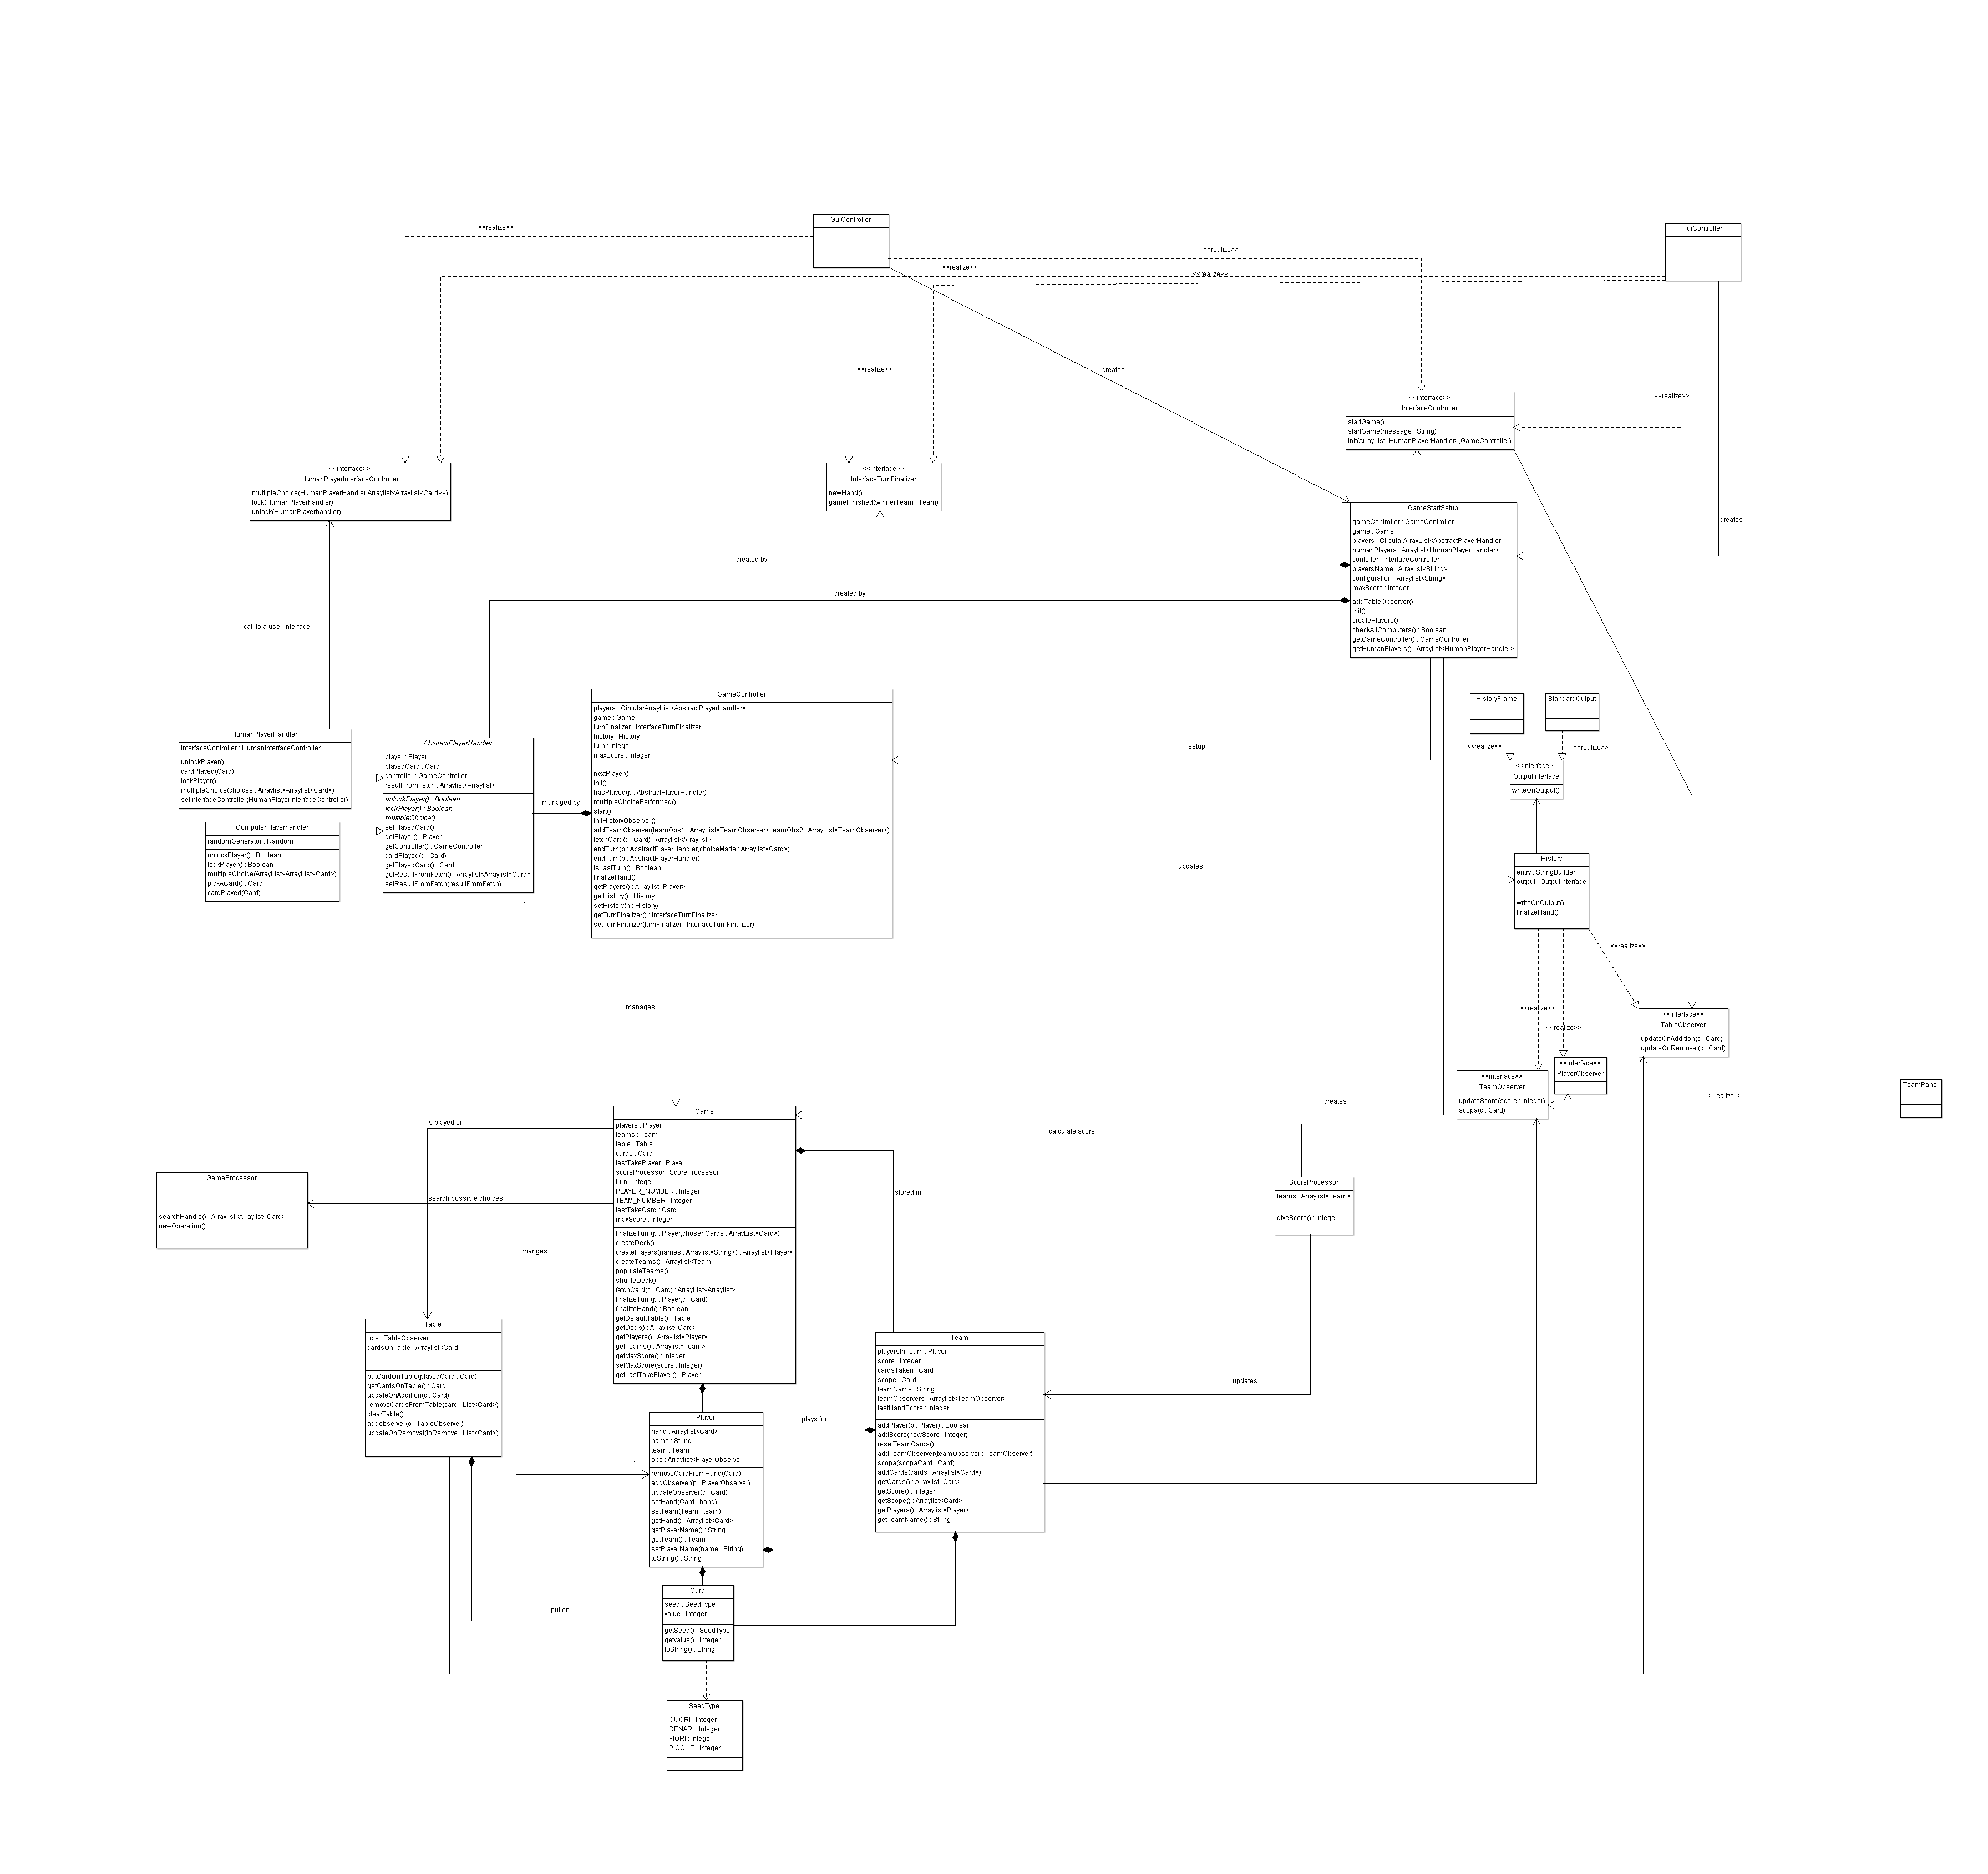 GuiController
TuiController
<<realize>>
<<realize>>
<<realize>>
<<realize>>
<<realize>>
creates
<<realize>>
creates
<<interface>>
InterfaceController
startGame()
startGame(message : String)
init(ArrayList<HumanPlayerHandler>,GameController)
<<interface>>
HumanPlayerInterfaceController
multipleChoice(HumanPlayerHandler,Arraylist<Arraylist<Card>>)
lock(HumanPlayerhandler)
unlock(HumanPlayerhandler)
<<interface>>
InterfaceTurnFinalizer
newHand()
gameFinished(winnerTeam : Team)
GameStartSetup
gameController : GameController
game : Game
players : CircularArrayList<AbstractPlayerHandler>
humanPlayers : Arraylist<HumanPlayerHandler>
contoller : InterfaceController
playersName : Arraylist<String>
configuration : Arraylist<String>
maxScore : Integer
addTableObserver()
init()
createPlayers()
checkAllComputers() : Boolean
getGameController() : GameController
getHumanPlayers() : Arraylist<HumanPlayerHandler>
created by
created by
call to a user interface
HumanPlayerHandler
interfaceController : HumanInterfaceController
unlockPlayer()
cardPlayed(Card)
lockPlayer()
multipleChoice(choices : Arraylist<Arraylist<Card>)
setInterfaceController(HumanPlayerInterfaceController)
ComputerPlayerhandler
randomGenerator : Random
unlockPlayer() : Boolean
lockPlayer() : Boolean
multipleChoice(ArrayList<ArrayList<Card>)
pickACard() : Card
cardPlayed(Card)
AbstractPlayerHandler
player : Player
playedCard : Card
controller : GameController
resultFromFetch : Arraylist<Arraylist>
unlockPlayer() : Boolean
lockPlayer() : Boolean
multipleChoice()
setPlayedCard()
getPlayer() : Player
getController() : GameController
cardPlayed(c : Card)
getPlayedCard() : Card
getResultFromFetch() : Arraylist<Arraylist<Card>
setResultFromFetch(resultFromFetch)
managed by
1
GameController
players : CircularArrayList<AbstractPlayerHandler>
game : Game
turnFinalizer : InterfaceTurnFinalizer
history : History
turn : Integer
maxScore : Integer
nextPlayer()
init()
hasPlayed(p : AbstractPlayerHandler)
multipleChoicePerformed()
start()
initHistoryObserver()
addTeamObserver(teamObs1 : ArrayList<TeamObserver>,teamObs2 : ArrayList<TeamObserver>)
fetchCard(c : Card) : Arraylist<Arraylist>
endTurn(p : AbstractPlayerHandler,choiceMade : Arraylist<Card>)
endTurn(p : AbstractPlayerHandler)
isLastTurn() : Boolean
finalizeHand()
getPlayers() : Arraylist<Player>
getHistory() : History
setHistory(h : History)
getTurnFinalizer() : InterfaceTurnFinalizer
setTurnFinalizer(turnFinalizer : InterfaceTurnFinalizer)
setup
updates
HistoryFrame
StandardOutput
<<realize>>
<<realize>>
<<interface>>
OutputInterface
writeOnOutput()
History
entry : StringBuilder
output : OutputInterface
writeOnOutput()
finalizeHand()
<<realize>>
<<realize>>
<<realize>>
<<interface>>
TableObserver
updateOnAddition(c : Card)
updateOnRemoval(c : Card)
<<interface>>
PlayerObserver
<<interface>>
TeamObserver
updateScore(score : Integer)
scopa(c : Card)
<<realize>>
TeamPanel
manages
creates
is played on
calculate score
Game
players : Player
teams : Team
table : Table
cards : Card
lastTakePlayer : Player
scoreProcessor : ScoreProcessor
turn : Integer
PLAYER_NUMBER : Integer
TEAM_NUMBER : Integer
lastTakeCard : Card
maxScore : Integer
finalizeTurn(p : Player,chosenCards : ArrayList<Card>)
createDeck()
createPlayers(names : Arraylist<String>) : Arraylist<Player>
createTeams() : Arraylist<Team>
populateTeams()
shuffleDeck()
fetchCard(c : Card) : ArrayList<Arraylist>
finalizeTurn(p : Player,c : Card)
finalizeHand() : Boolean
getDefaultTable() : Table
getDeck() : Arraylist<Card>
getPlayers() : Arraylist<Player>
getTeams() : Arraylist<Team>
getMaxScore() : Integer
setMaxScore(score : Integer)
getLastTakePlayer() : Player
GameProcessor
searchHandle() : Arraylist<Arraylist<Card>
newOperation()
search possible choices
stored in
ScoreProcessor
teams : Arraylist<Team>
giveScore() : Integer
manges
updates
Table
obs : TableObserver
cardsOnTable : Arraylist<Card>
putCardOnTable(playedCard : Card)
getCardsOnTable() : Card
updateOnAddition(c : Card)
removeCardsFromTable(card : List<Card>)
clearTable()
addobserver(o : TableObserver)
updateOnRemoval(toRemove : List<Card>)
Team
playersInTeam : Player
score : Integer
cardsTaken : Card
scope : Card
teamName : String
teamObservers : Arraylist<TeamObserver>
lastHandScore : Integer
addPlayer(p : Player) : Boolean
addScore(newScore : Integer)
resetTeamCards()
addTeamObserver(teamObserver : TeamObserver)
scopa(scopaCard : Card)
addCards(cards : Arraylist<Card>)
getCards() : Arraylist<Card>
getScore() : Integer
getScope() : Arraylist<Card>
getPlayers() : Arraylist<Player>
getTeamName() : String
plays for
1
Player
hand : Arraylist<Card>
name : String
team : Team
obs : Arraylist<PlayerObserver>
removeCardFromHand(Card)
addObserver(p : PlayerObserver)
updateObserver(c : Card)
setHand(Card : hand)
setTeam(Team : team)
getHand() : Arraylist<Card>
getPlayerName() : String
getTeam() : Team
setPlayerName(name : String)
toString() : String
put on
Card
seed : SeedType
value : Integer
getSeed() : SeedType
getvalue() : Integer
toString() : String
SeedType
CUORI : Integer
DENARI : Integer
FIORI : Integer
PICCHE : Integer